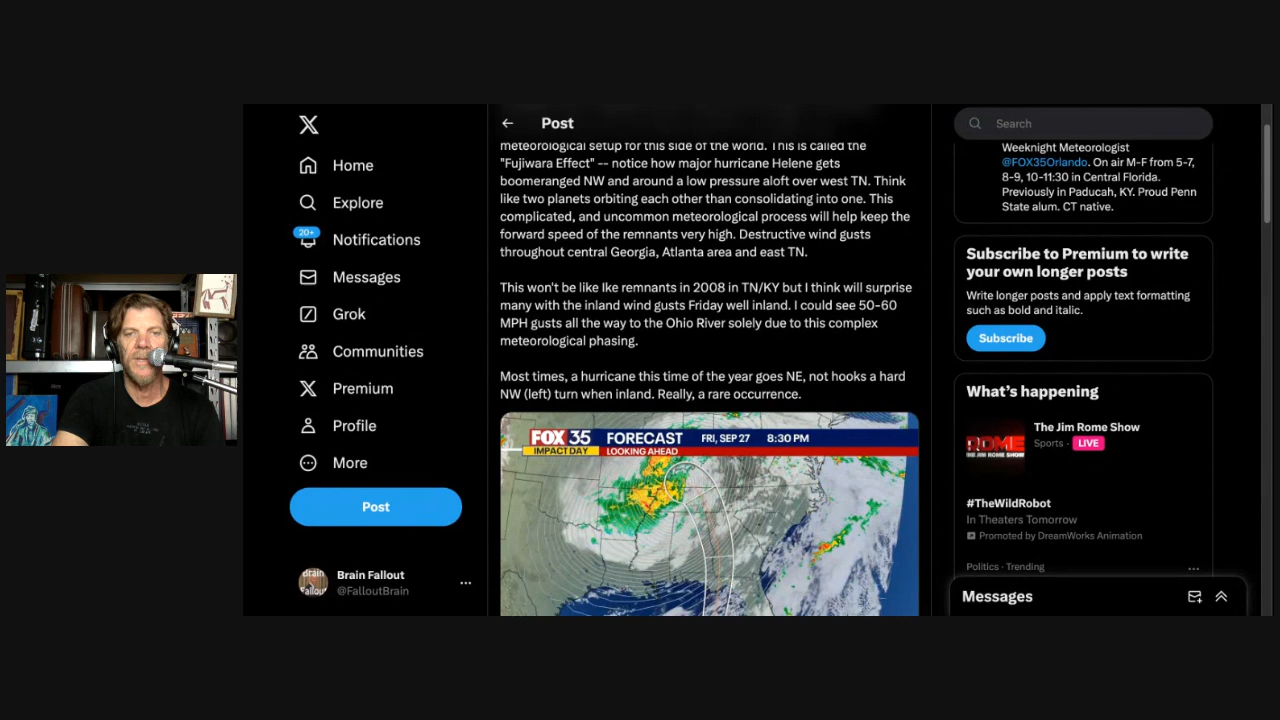 Home
Explore
20+
Notifications
Messages
Grok
Communities
Premium
Profile
More
Post
Brain Fallout
@FalloutBrain
Post
meteorological setup for this side of the world. This is called the
"Fujiwara Effect" -- notice how major hurricane Helene gets
boomeranged NW and around a low pressure aloft over west TN. Think
like two planets orbiting each other than consolidating into one. This
complicated, and uncommon meteorological process will help keep the
forward speed of the remnants very high. Destructive wind gusts
throughout central Georgia, Atlanta area and east TN.
This won't be like Ike remnants in 2008 in TN/KY but I think will surprise
many with the inland wind gusts Friday well inland. I could see 50-60
MPH gusts all the way to the Ohio River solely due to this complex
meteorological phasing.
Most times, a hurricane this time of the year goes NE, not hooks a hard
NW (left) turn when inland. Really, a rare occurrence.
FOX 35 FORECAST FRI, SEP 27 8:30 PM
IMPACT DAY LOOKING AHEAD
Search
Weeknight Meteorologist
@FOX35Orlando. On air M-F from 5-7,
8-9, 10-11:30 in Central Florida.
Previously in Paducah, KY. Proud Penn
State alum. CT native.
Subscribe to Premium to write
your own longer posts
Write longer posts and apply text formatting
such as bold and italic.
Subscribe
What's happening
ROME
The Jim Rome Show
Sports · LIVE
#TheWildRobot
In Theaters Tomorrow
Promoted by DreamWorks Animation
Politics · Trending
Messages